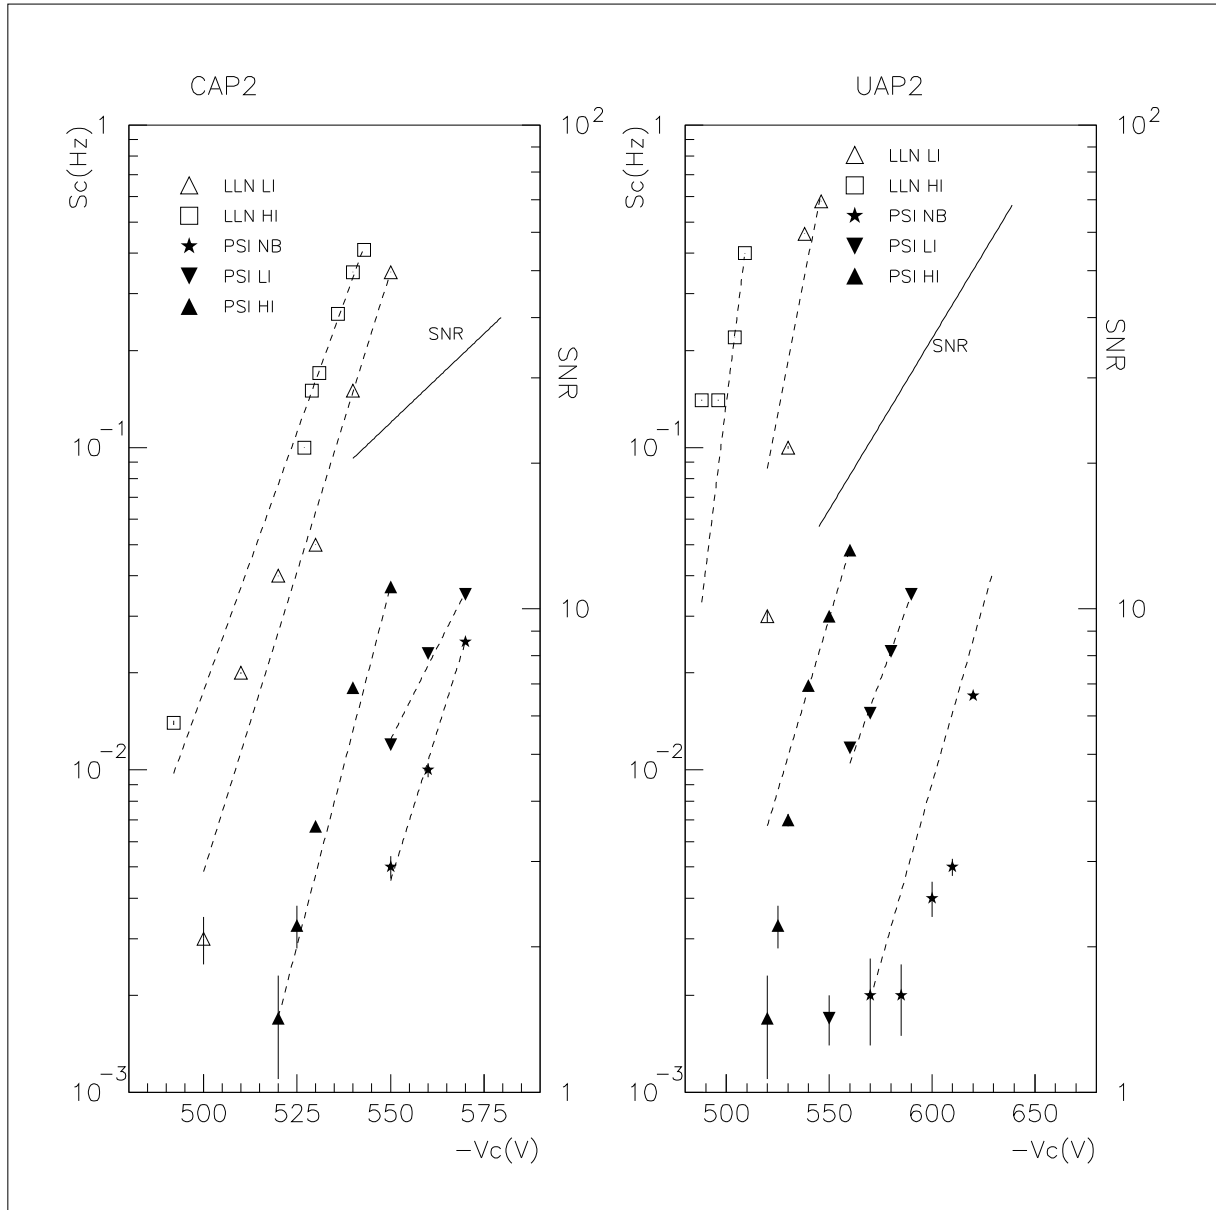 CAP2
UAP2
Sc(Hz)
1
10^-1
10^-2
10^-3
10^2
10
1
SNR
LLN LI
LLN HI
PSI NB
PSI LI
PSI HI
SNR
500
525
550
575
-Vc(V)
Sc(Hz)
1
10^-1
10^-2
10^-3
10^2
10
1
SNR
LLN LI
LLN HI
PSI NB
PSI LI
PSI HI
SNR
500
550
600
650
-Vc(V)